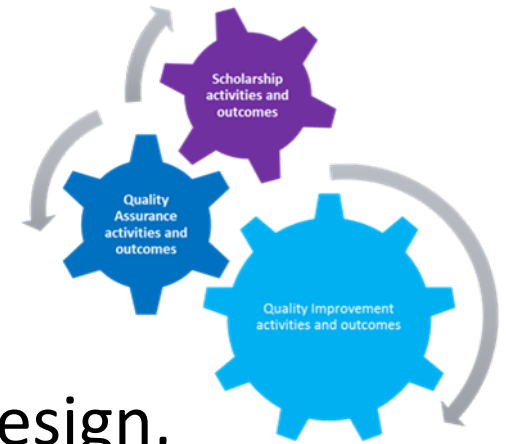 Scholarship
activities and
outcomes
Quality
Assurance
activities and
outcomes
Quality Improvement
activities and outcomes
esign.